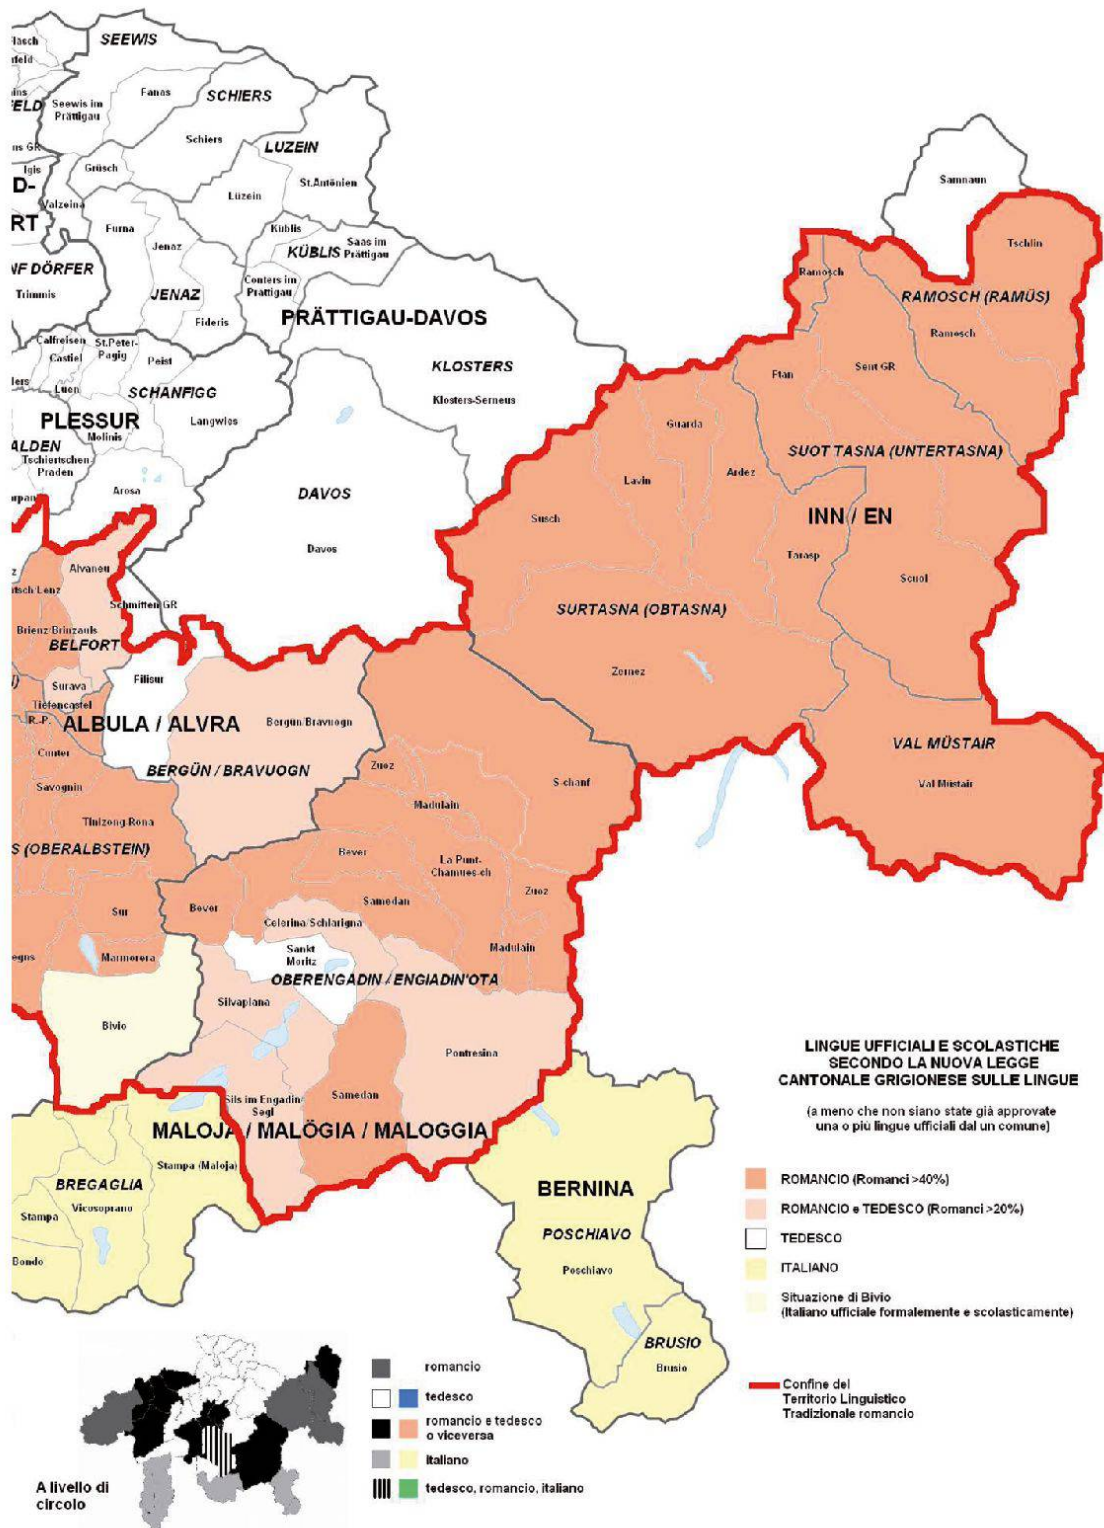 SEEWIS
Fanas
Seewis im
Prättigau
SCHIERS
Schiers
Grüsch
Igis
Valzeina
LUZEIN
St.Antönien
Lüzein
Furna
Jenaz
Küblis
Saas im
Prättigau
KÜBLIS
Conters im
Prättigau
JENAZ
Fideris
NF DÖRFER
Trimmis
PRÄTTIGAU-DAVOS
KLOSTERS
Klosters-Serneus
Calfreisen
Castiel
St.Peter-
Pagig
Peist
Luen
SCHANFIGG
Langwies
PLESSUR
Molinis
ALDEN
Tschiertschen-
Praden
Arosa
DAVOS
Davos
Samnaun
Tschlin
Ramosch
RAMOSCH (RAMÜS)
Ramosch
Sent GR
Ftan
Guarda
SUOT TASNA (UNTERTASNA)
Ardez
Lavin
Susch
INN / EN
Tarasp
Scuol
SURTASNA (OBTASNA)
Zernez
VAL MÜSTAIR
Val Müstair
Alvaneu
Schmitten GR
Brienz/Brinzauls
BELFORT
Filisur
Surava
Tiefencastel
R.-P.
ALBULA / ALVRA
Conter
Bergün/Bravuogn
BERGÜN / BRAVUOGN
Savognin
Tinizong-Rona
S (OBERALBSTEIN)
Zuoz
S-chanf
Madulain
Bever
La Punt-
Chamues-ch
Zuoz
Sur
Bever
Samedan
Celerina/Schlarigna
Marmorera
Madulain
Sankt
Moritz
OBERENGADIN / ENGIADIN'OTA
Silvaplana
Bivio
Pontresina
Sils im Engadin/
Segl
Samedan
MALOJA / MALÖGIA / MALOGGIA
Stampa (Maloja)
BREGAGLIA
Vicosoprano
Stampa
Bondo
BERNINA
POSCHIAVO
Poschiavo
BRUSIO
Brusio
LINGUE UFFICIALI E SCOLASTICHE
SECONDO LA NUOVA LEGGE
CANTONALE GRIGIONESE SULLE LINGUE
(a meno che non siano state già approvate
una o più lingue ufficiali dal un comune)
ROMANCIO (Romanci >40%)
ROMANCIO e TEDESCO (Romanci >20%)
TEDESCO
ITALIANO
Situazione di Bivio
(Italiano ufficiale formalemente e scolasticamente)
Confine del
Territorio Linguistico
Tradizionale romancio
romancio
tedesco
romancio e tedesco
o viceversa
italiano
tedesco, romancio, italiano
A livello di
circolo